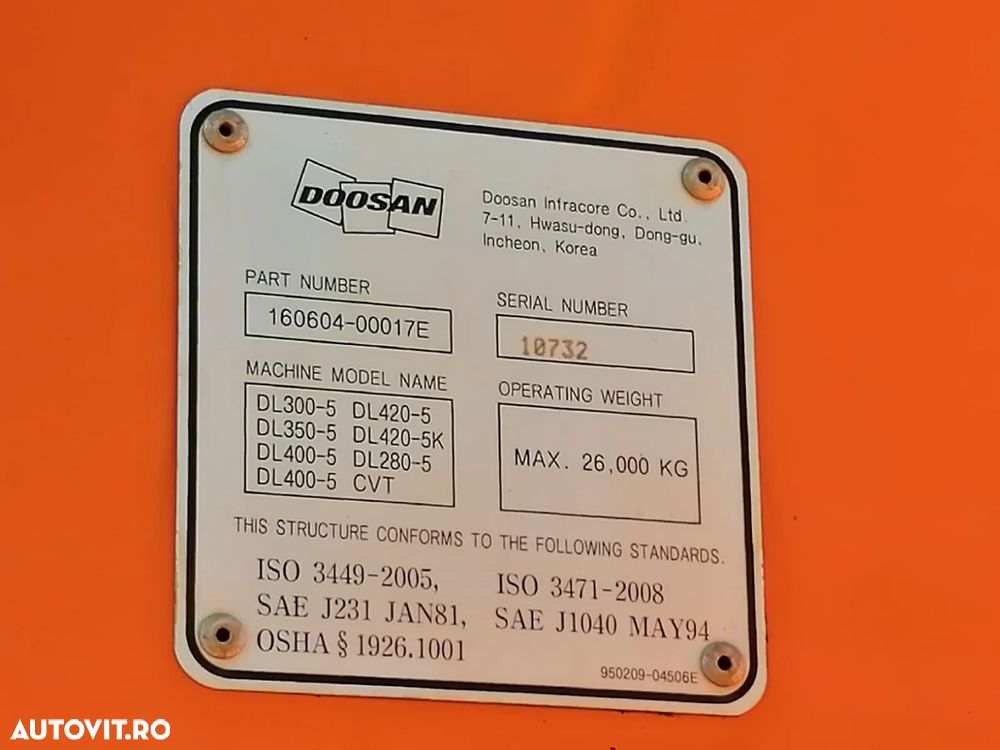 DOOSAN
Doosan Infracore Co., Ltd.
7-11, Hwasu-dong, Dong-gu,
Incheon, Korea
PART NUMBER
160604-00017E
SERIAL NUMBER
10732
MACHINE MODEL NAME
DL300-5 DL420-5
DL350-5 DL420-5K
DL400-5 DL280-5
DL400-5 CVT
OPERATING WEIGHT
MAX. 26,000 KG
THIS STRUCTURE CONFORMS TO THE FOLLOWING STANDARDS.
ISO 3449-2005, ISO 3471-2008
SAE J231 JAN81, SAE J1040 MAY94
OSHA § 1926.1001
950209-04506E
AUTOVIT.RO